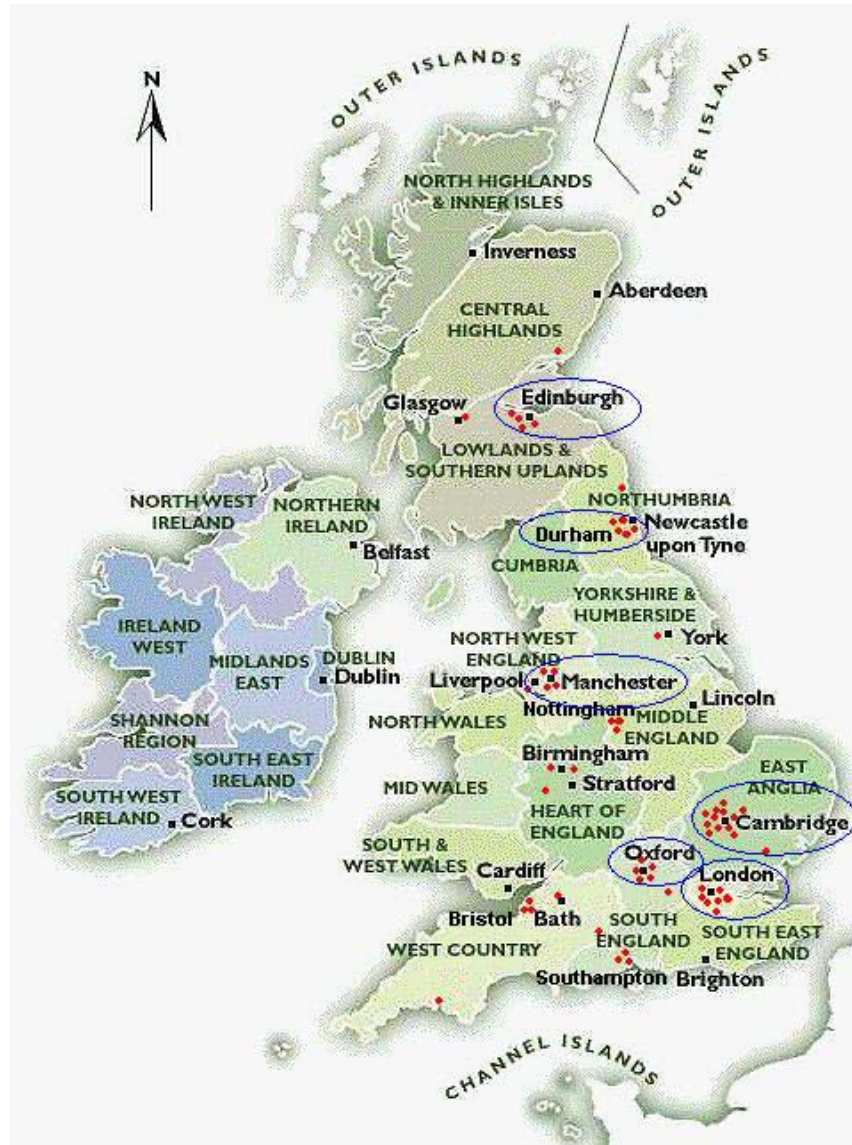 N
OUTER ISLANDS
OUTER ISLANDS
NORTH HIGHLANDS
& INNER ISLES
Inverness
Aberdeen
CENTRAL
HIGHLANDS
Glasgow
Edinburgh
LOWLANDS &
SOUTHERN UPLANDS
NORTH WEST
IRELAND
NORTHERN
IRELAND
Belfast
NORTHUMBRIA
Durham
Newcastle
upon Tyne
CUMBRIA
YORKSHIRE &
HUMBERSIDE
York
IRELAND
WEST
MIDLANDS
EAST
DUBLIN
Dublin
NORTH WEST
ENGLAND
Liverpool
Manchester
Lincoln
Nottingham
MIDDLE
ENGLAND
NORTH WALES
SHANNON
REGION
SOUTH EAST
IRELAND
SOUTH WEST
IRELAND
Cork
Birmingham
Stratford
MID WALES
HEART OF
ENGLAND
EAST
ANGLIA
Cambridge
SOUTH &
WEST WALES
Cardiff
Oxford
London
Bristol
Bath
WEST COUNTRY
SOUTH
ENGLAND
SOUTH EAST
ENGLAND
Southampton
Brighton
CHANNEL ISLANDS